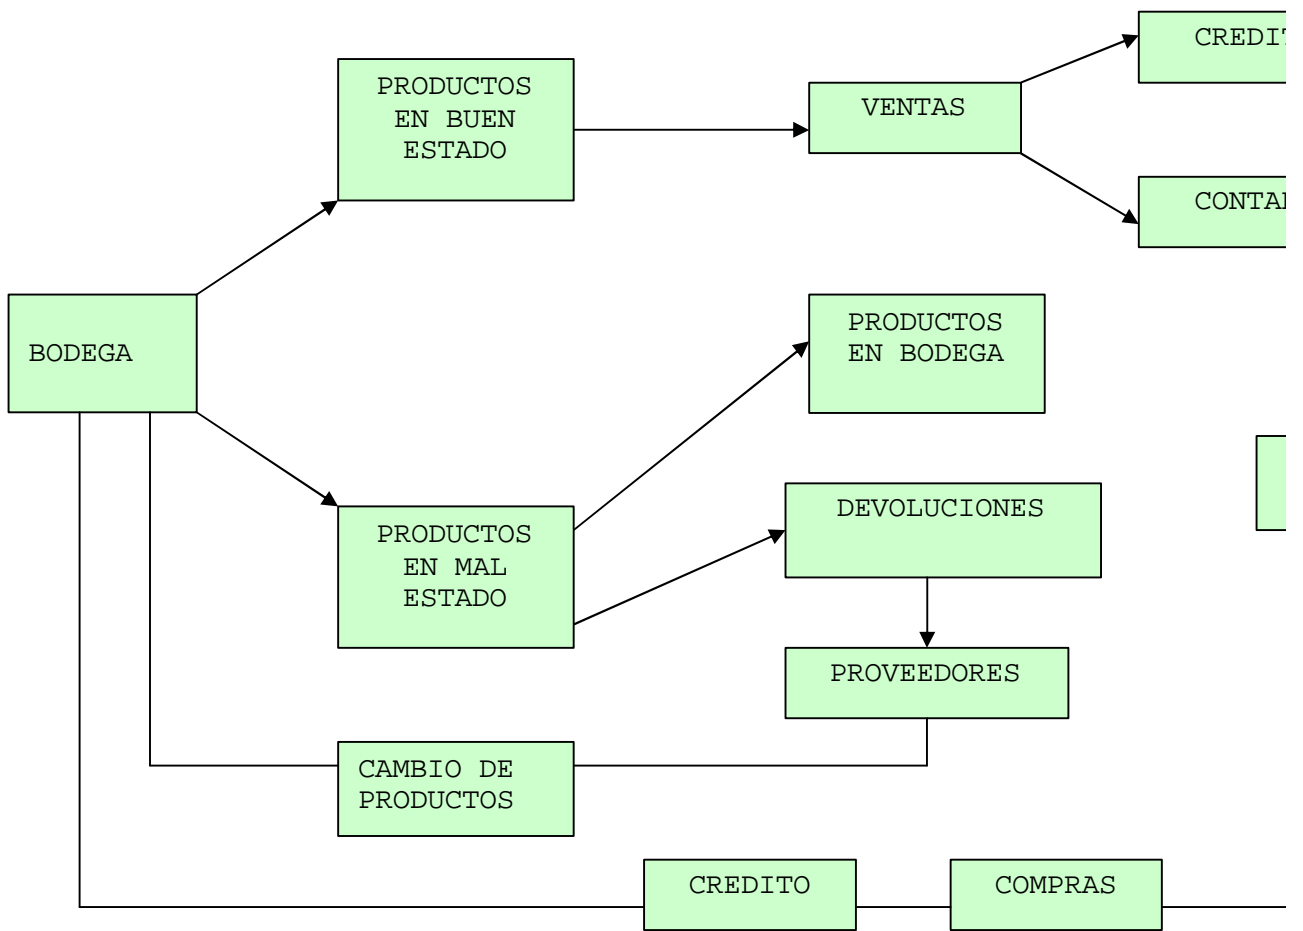 CREDIT
PRODUCTOS
EN BUEN
ESTADO
VENTAS
BODEGA
PRODUCTOS
EN BODEGA
PRODUCTOS
EN MAL
ESTADO
DEVOLUCIONES
PROVEEDORES
CAMBIO DE
PRODUCTOS
CREDITO
COMPRAS